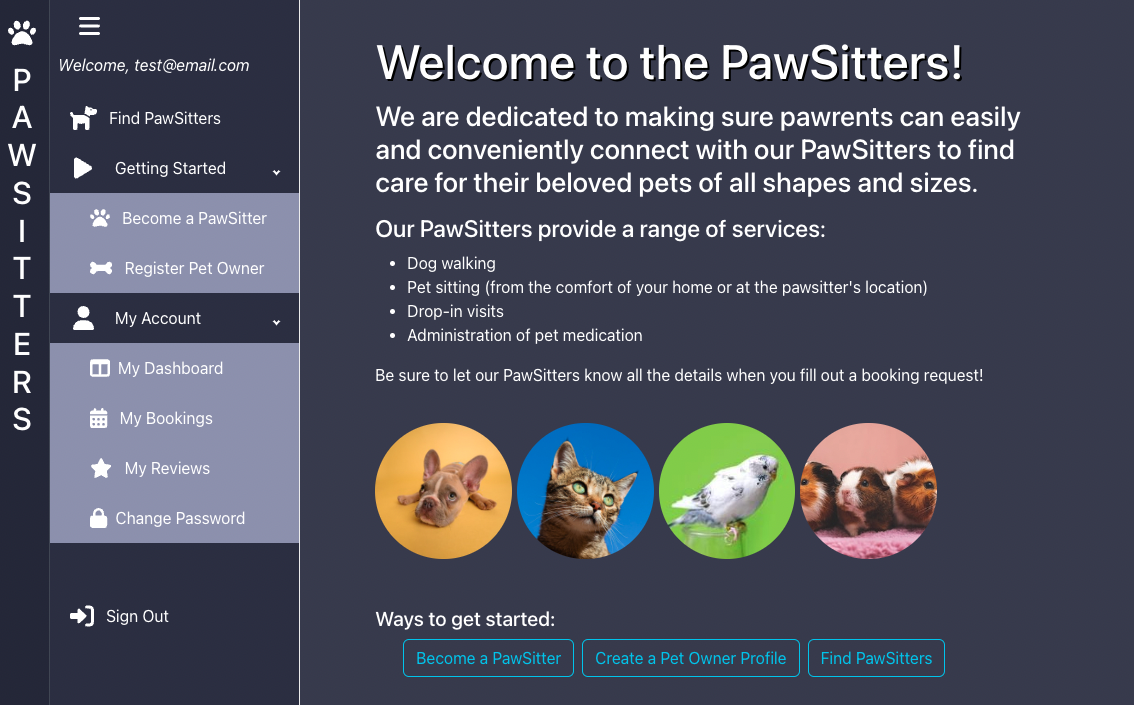 PAWSITTERS
Welcome, test@email.com
Find PawSitters
Getting Started
Become a PawSitter
Register Pet Owner
My Account
My Dashboard
My Bookings
My Reviews
Change Password
Sign Out
Welcome to the PawSitters!
We are dedicated to making sure pawrents can easily
and conveniently connect with our PawSitters to find
care for their beloved pets of all shapes and sizes.
Our PawSitters provide a range of services:
• Dog walking
• Pet sitting (from the comfort of your home or at the pawsitter's location)
• Drop-in visits
• Administration of pet medication
Be sure to let our PawSitters know all the details when you fill out a booking request!
Ways to get started:
Become a PawSitter
Create a Pet Owner Profile
Find PawSitters